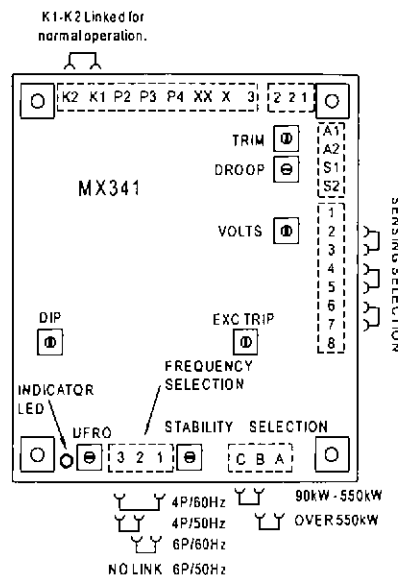 K1-K2 Linked for
normal operation.
K2 K1 P2 P3 P4 XX X 3 2 2 1
TRIM
A1
A2
DROOP
S1
S2
MX341
VOLTS
1
2
3
4
5
6
7
8
SENSING SELECTION
DIP
EXC TRIP
FREQUENCY
SELECTION
INDICATOR
LED
UFRO
STABILITY SELECTION
3 2 1
C B A
4P/60Hz
90kW - 550kW
4P/50Hz
OVER 550kW
6P/60Hz
NO LINK 6P/50Hz